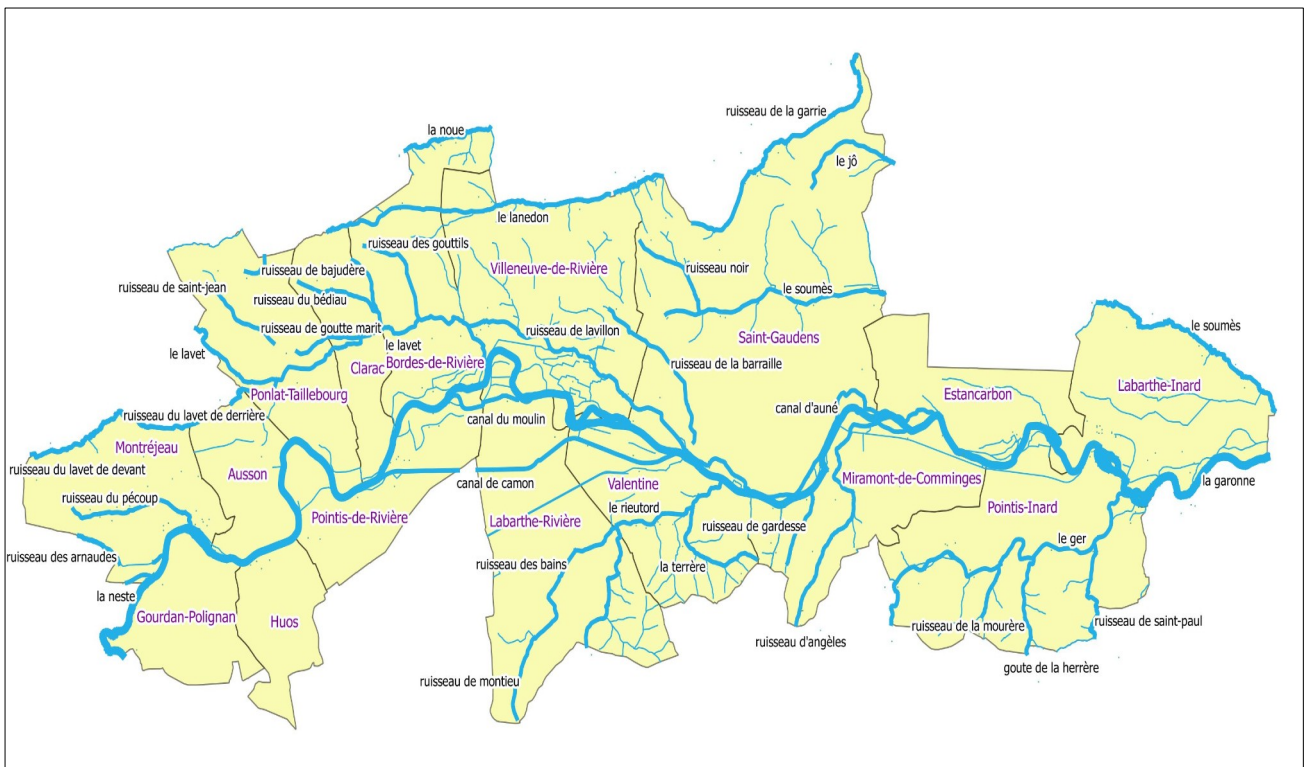 ruisseau de la garrie
la noue
le jô
le lanedon
ruisseau des gouttils
Villeneuve-de-Rivière
ruisseau noir
ruisseau de bajudère
ruisseau de saint-jean
le soumès
ruisseau du bédiau
ruisseau de goutte marit
ruisseau de lavillon
le soumès
Saint-Gaudens
le lavet
le lavet
Clarac
Bordes-de-Rivière
ruisseau de la barraille
Labarthe-Inard
Ponlat-Taillebourg
Estancarbon
canal d'auné
ruisseau du lavet de derrière
canal du moulin
Montréjeau
ruisseau du lavet de devant
Ausson
canal de camon
Valentine
Miramont-de-Comminges
la garonne
ruisseau du pécoup
le rieutord
Pointis-Inard
Pointis-de-Rivière
Labarthe-Rivière
ruisseau de gardesse
le ger
ruisseau des arnaudes
ruisseau des bains
la terrère
la neste
Gourdan-Polignan
Huos
ruisseau de la mourère
ruisseau de saint-paul
ruisseau d'angèles
goute de la herrère
ruisseau de montieu